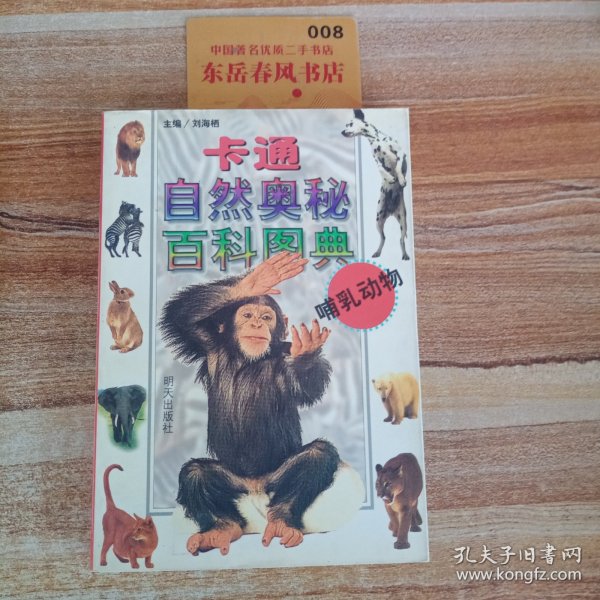 008
中国著名优质二手书店
东岳春风书店
主编／刘海栖
卡通
自然奥秘
百科图典
哺乳动物
明天出版社
孔夫子旧书网
www.kongfz.com